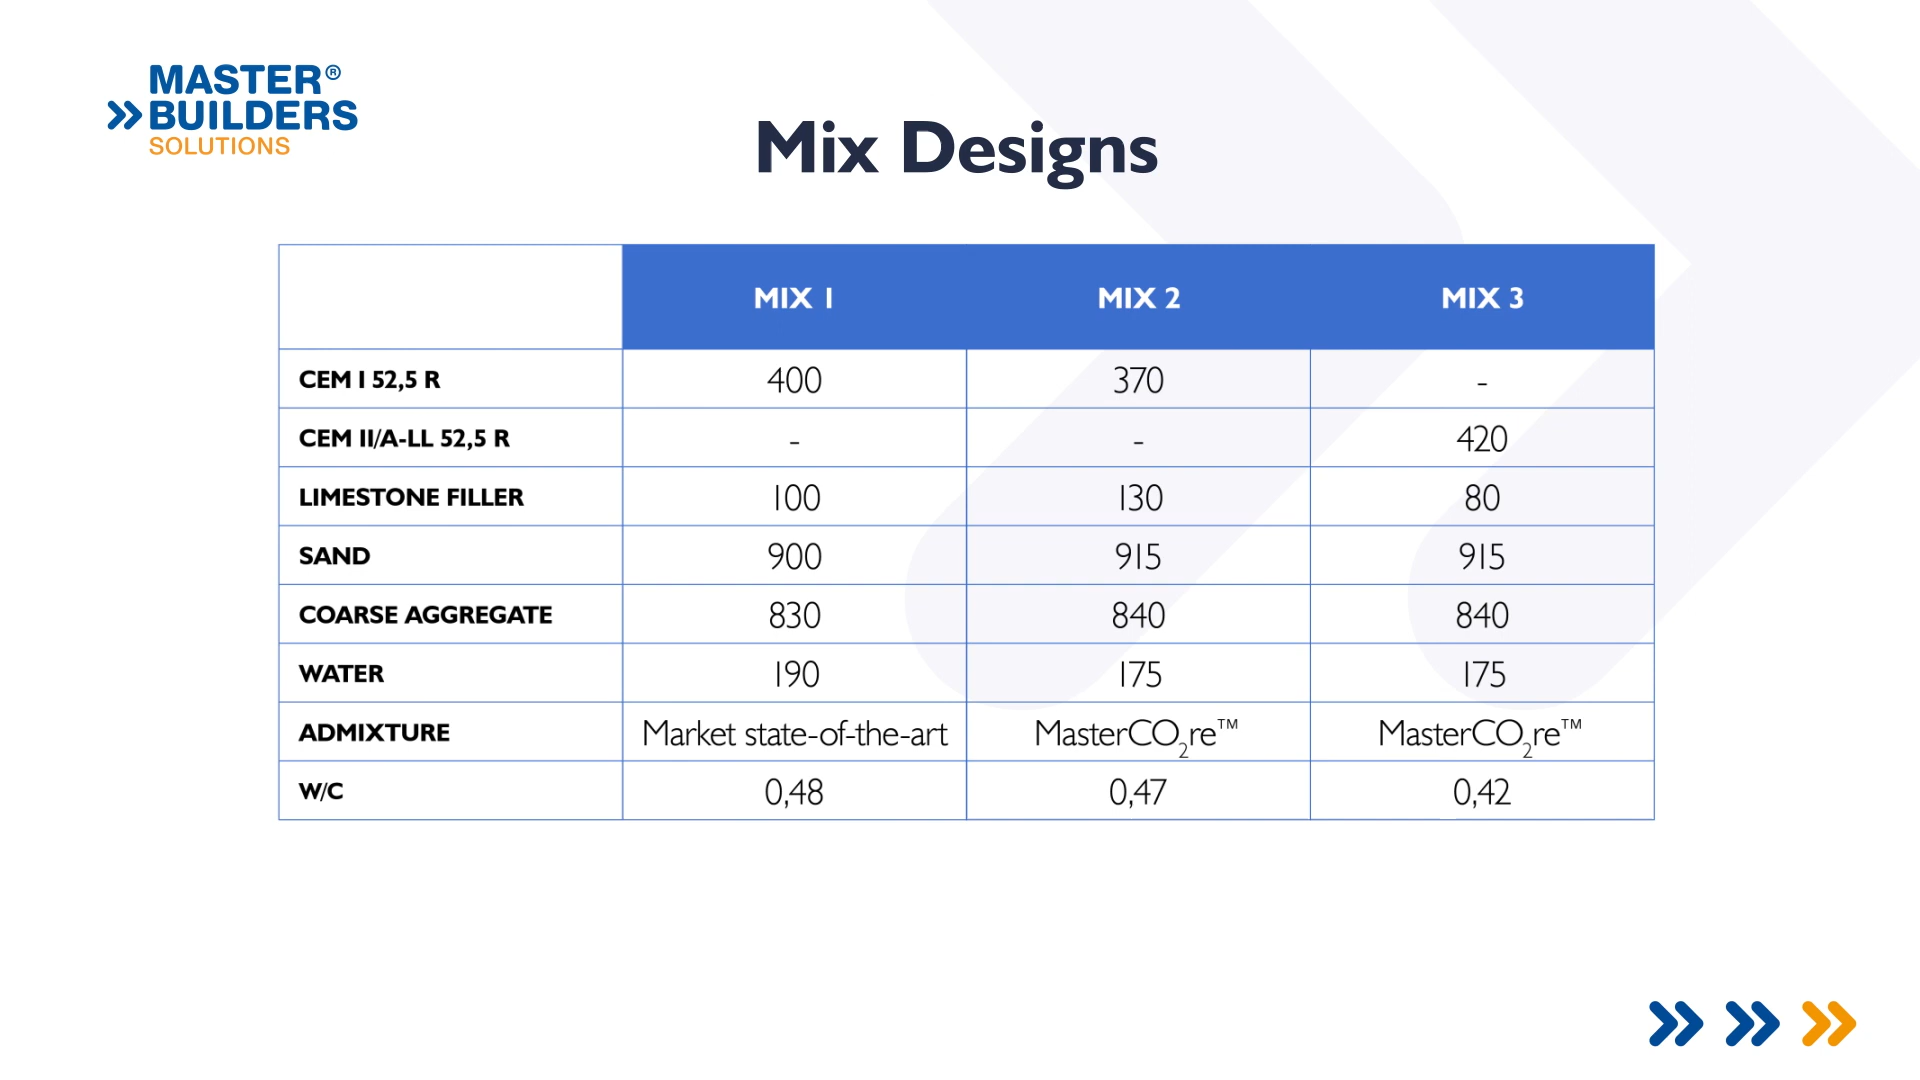 MASTER®
BUILDERS
SOLUTIONS
Mix Designs
MIX 1 MIX 2 MIX 3
CEM I 52,5 R 400 370 -
CEM II/A-LL 52,5 R - - 420
LIMESTONE FILLER 100 130 80
SAND 900 915 915
COARSE AGGREGATE 830 840 840
WATER 190 175 175
ADMIXTURE Market state-of-the-art MasterCO₂re™ MasterCO₂re™
W/C 0,48 0,47 0,42